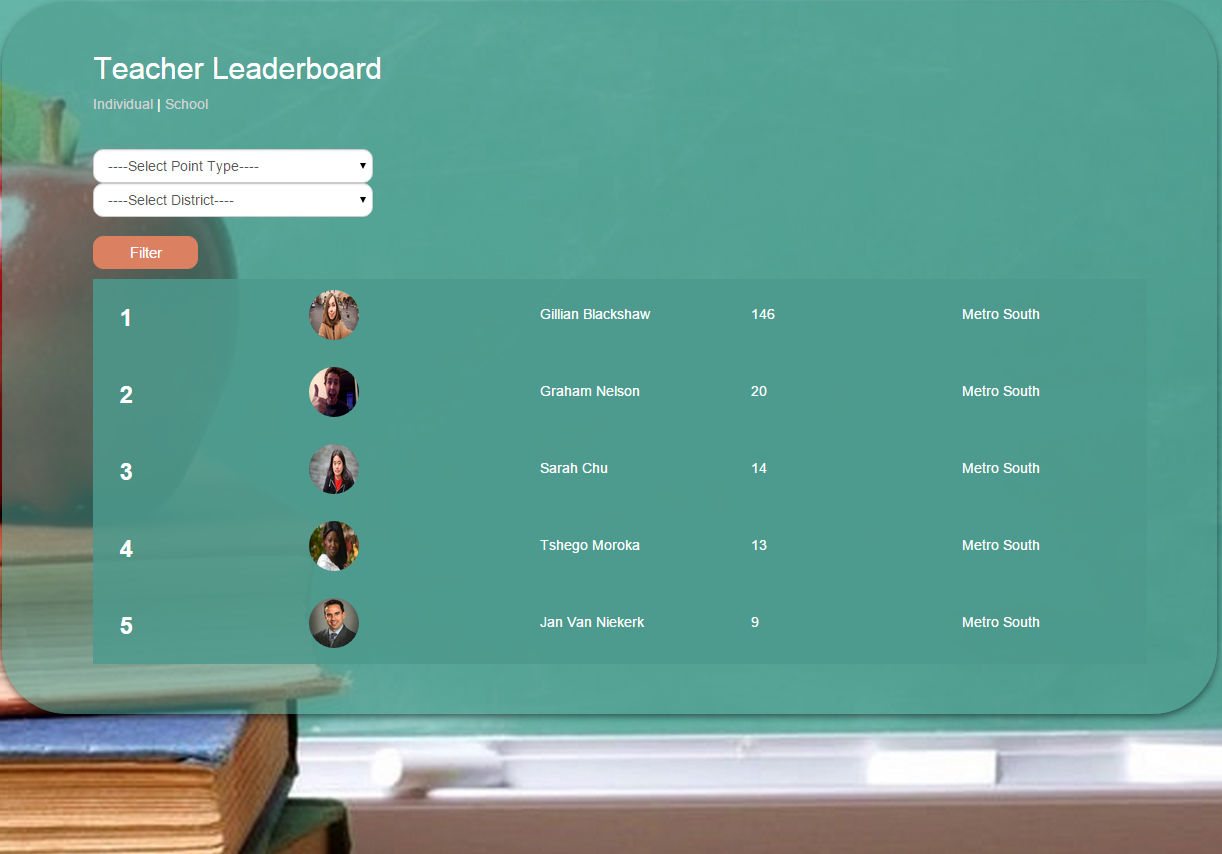 Teacher Leaderboard
Individual | School
----Select Point Type----
----Select District----
Filter
1 Gillian Blackshaw 146 Metro South
2 Graham Nelson 20 Metro South
3 Sarah Chu 14 Metro South
4 Tshego Moroka 13 Metro South
5 Jan Van Niekerk 9 Metro South